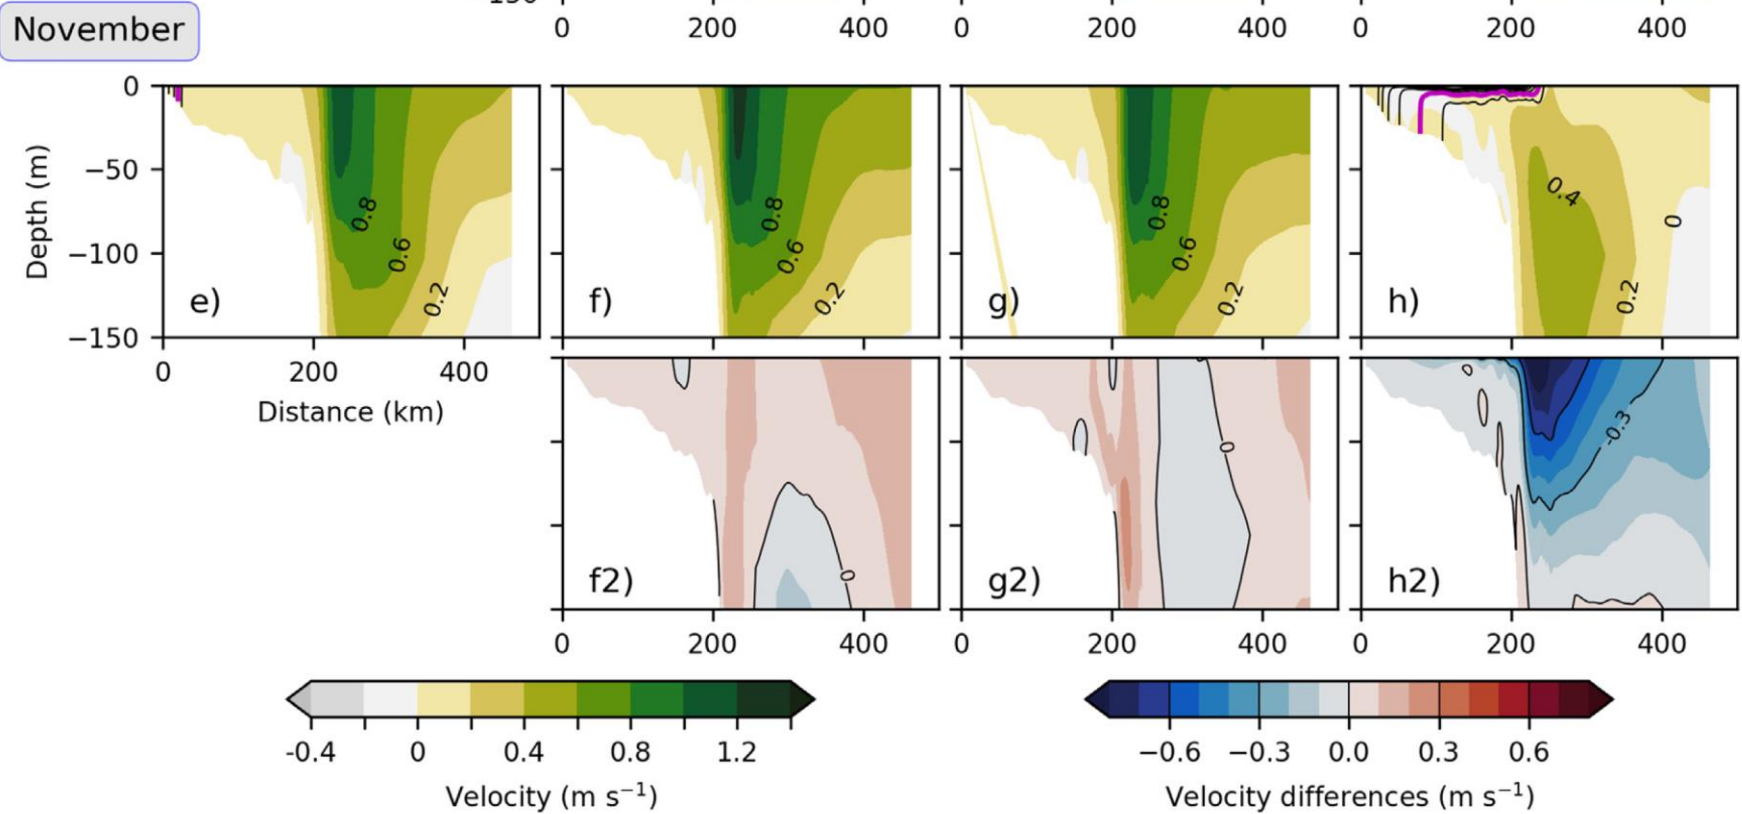 −150
0 200 400 0 200 400 0 200 400
November
0
−50
−100
−150
Depth (m)
0.8
0.6
0.2
e)
0.8
0.6
0.2
f)
0.8
0.6
0.2
g)
0.4
0
0.2
h)
0 200 400
Distance (km)
0
f2)
0
g2)
-0.3
h2)
0 200 400 0 200 400 0 200 400
-0.4 0 0.4 0.8 1.2
Velocity (m s⁻¹)
−0.6 −0.3 0.0 0.3 0.6
Velocity differences (m s⁻¹)